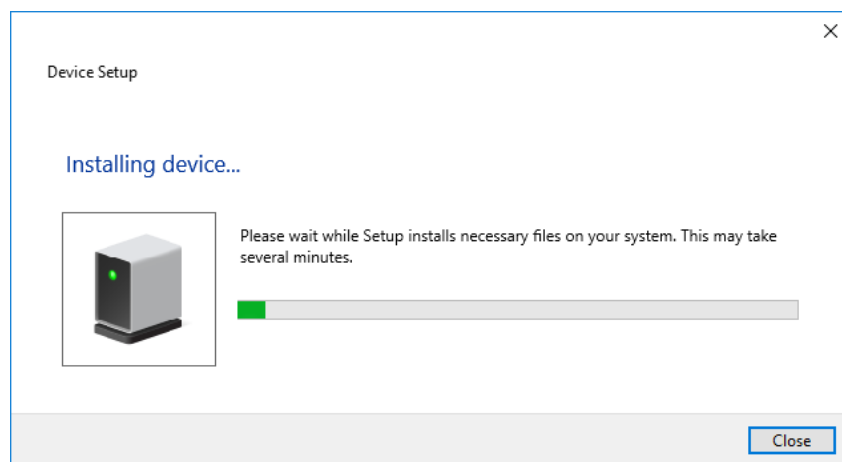 Device Setup
Installing device...
Please wait while Setup installs necessary files on your system. This may take
several minutes.
Close